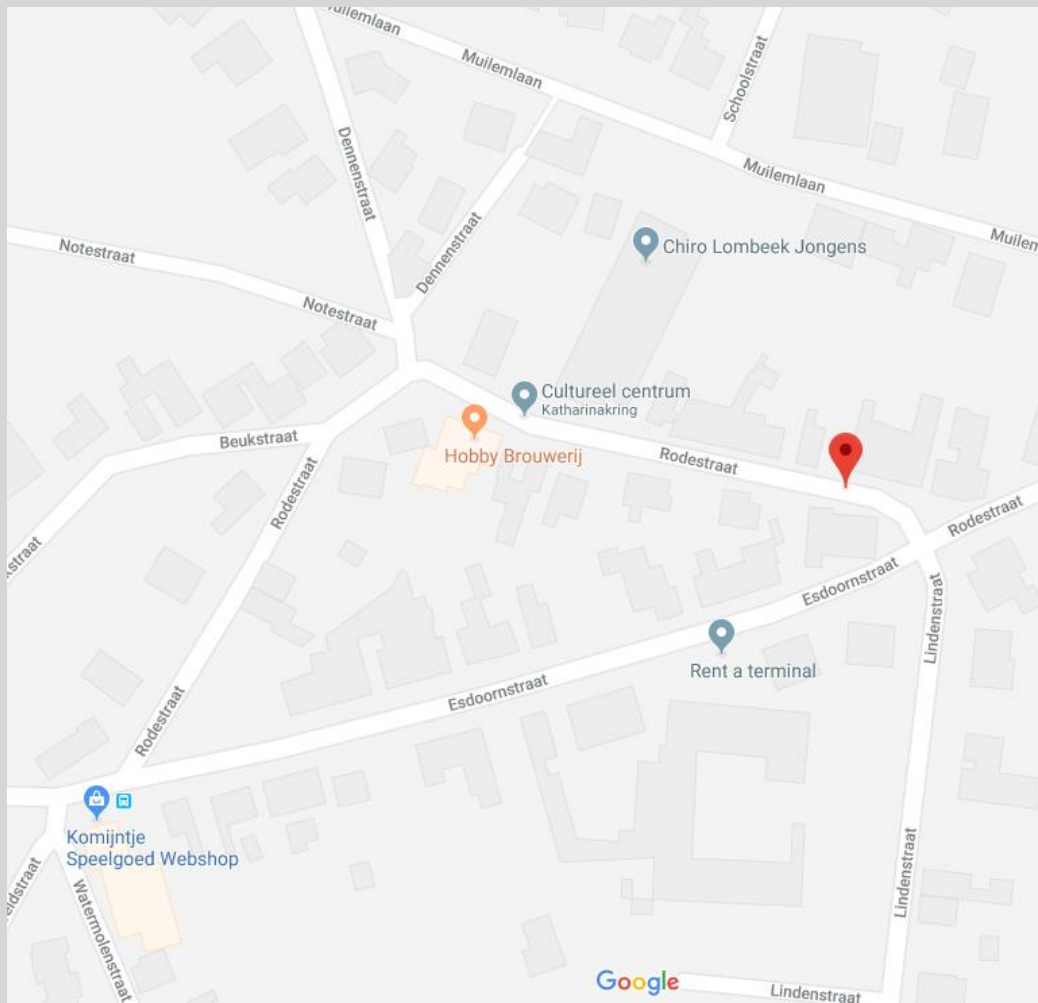 Muilemlaan
Muilemlaan
Schoolstraat
Muilemlaan
Dennenstraat
Dennenstraat
Notestraat
Notestraat
Chiro Lombeek Jongens
Cultureel centrum
Katharinakring
Hobby Brouwerij
Beukstraat
Rodestraat
Rodestraat
Rodestraat
Esdoornstraat
Lindenstraat
Rent a terminal
Esdoornstraat
Rodestraat
Komijntje
Speelgoed Webshop
Watermolenstraat
Lindenstraat
Google
Lindenstraat